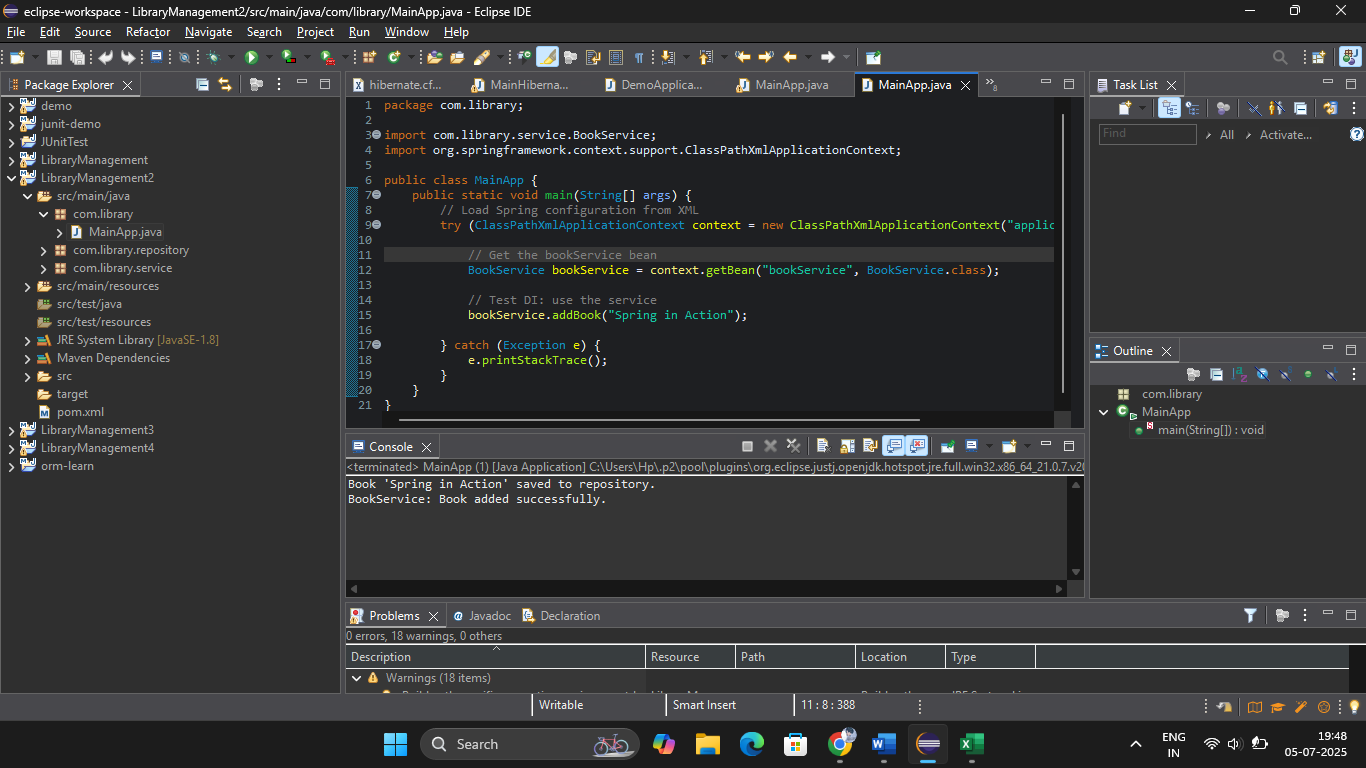 eclipse-workspace - LibraryManagement2/src/main/java/com/library/MainApp.java - Eclipse IDE
File Edit Source Refactor Navigate Search Project Run Window Help
Package Explorer
demo
junit-demo
JUnitTest
LibraryManagement
LibraryManagement2
src/main/java
com.library
MainApp.java
com.library.repository
com.library.service
src/main/resources
src/test/java
src/test/resources
JRE System Library [JavaSE-1.8]
Maven Dependencies
src
target
pom.xml
LibraryManagement3
LibraryManagement4
orm-learn
hibernate.cf... MainHiberna... DemoApplica... MainApp.java MainApp.java »8
1 package com.library;
2
3 import com.library.service.BookService;
4 import org.springframework.context.support.ClassPathXmlApplicationContext;
5
6 public class MainApp {
7 public static void main(String[] args) {
8 // Load Spring configuration from XML
9 try (ClassPathXmlApplicationContext context = new ClassPathXmlApplicationContext("applic
10
11 // Get the bookService bean
12 BookService bookService = context.getBean("bookService", BookService.class);
13
14 // Test DI: use the service
15 bookService.addBook("Spring in Action");
16
17 } catch (Exception e) {
18 e.printStackTrace();
19 }
20 }
21 }
Console
<terminated> MainApp (1) [Java Application] C:\Users\Hp\.p2\pool\plugins\org.eclipse.justj.openjdk.hotspot.jre.full.win32.x86_64_21.0.7.v20
Book 'Spring in Action' saved to repository.
BookService: Book added successfully.
Problems Javadoc Declaration
0 errors, 18 warnings, 0 others
Description Resource Path Location Type
Warnings (18 items)
Task List
Find All Activate...
Outline
com.library
MainApp
main(String[]) : void
Writable Smart Insert 11 : 8 : 388
Search
ENG
IN
19:48
05-07-2025